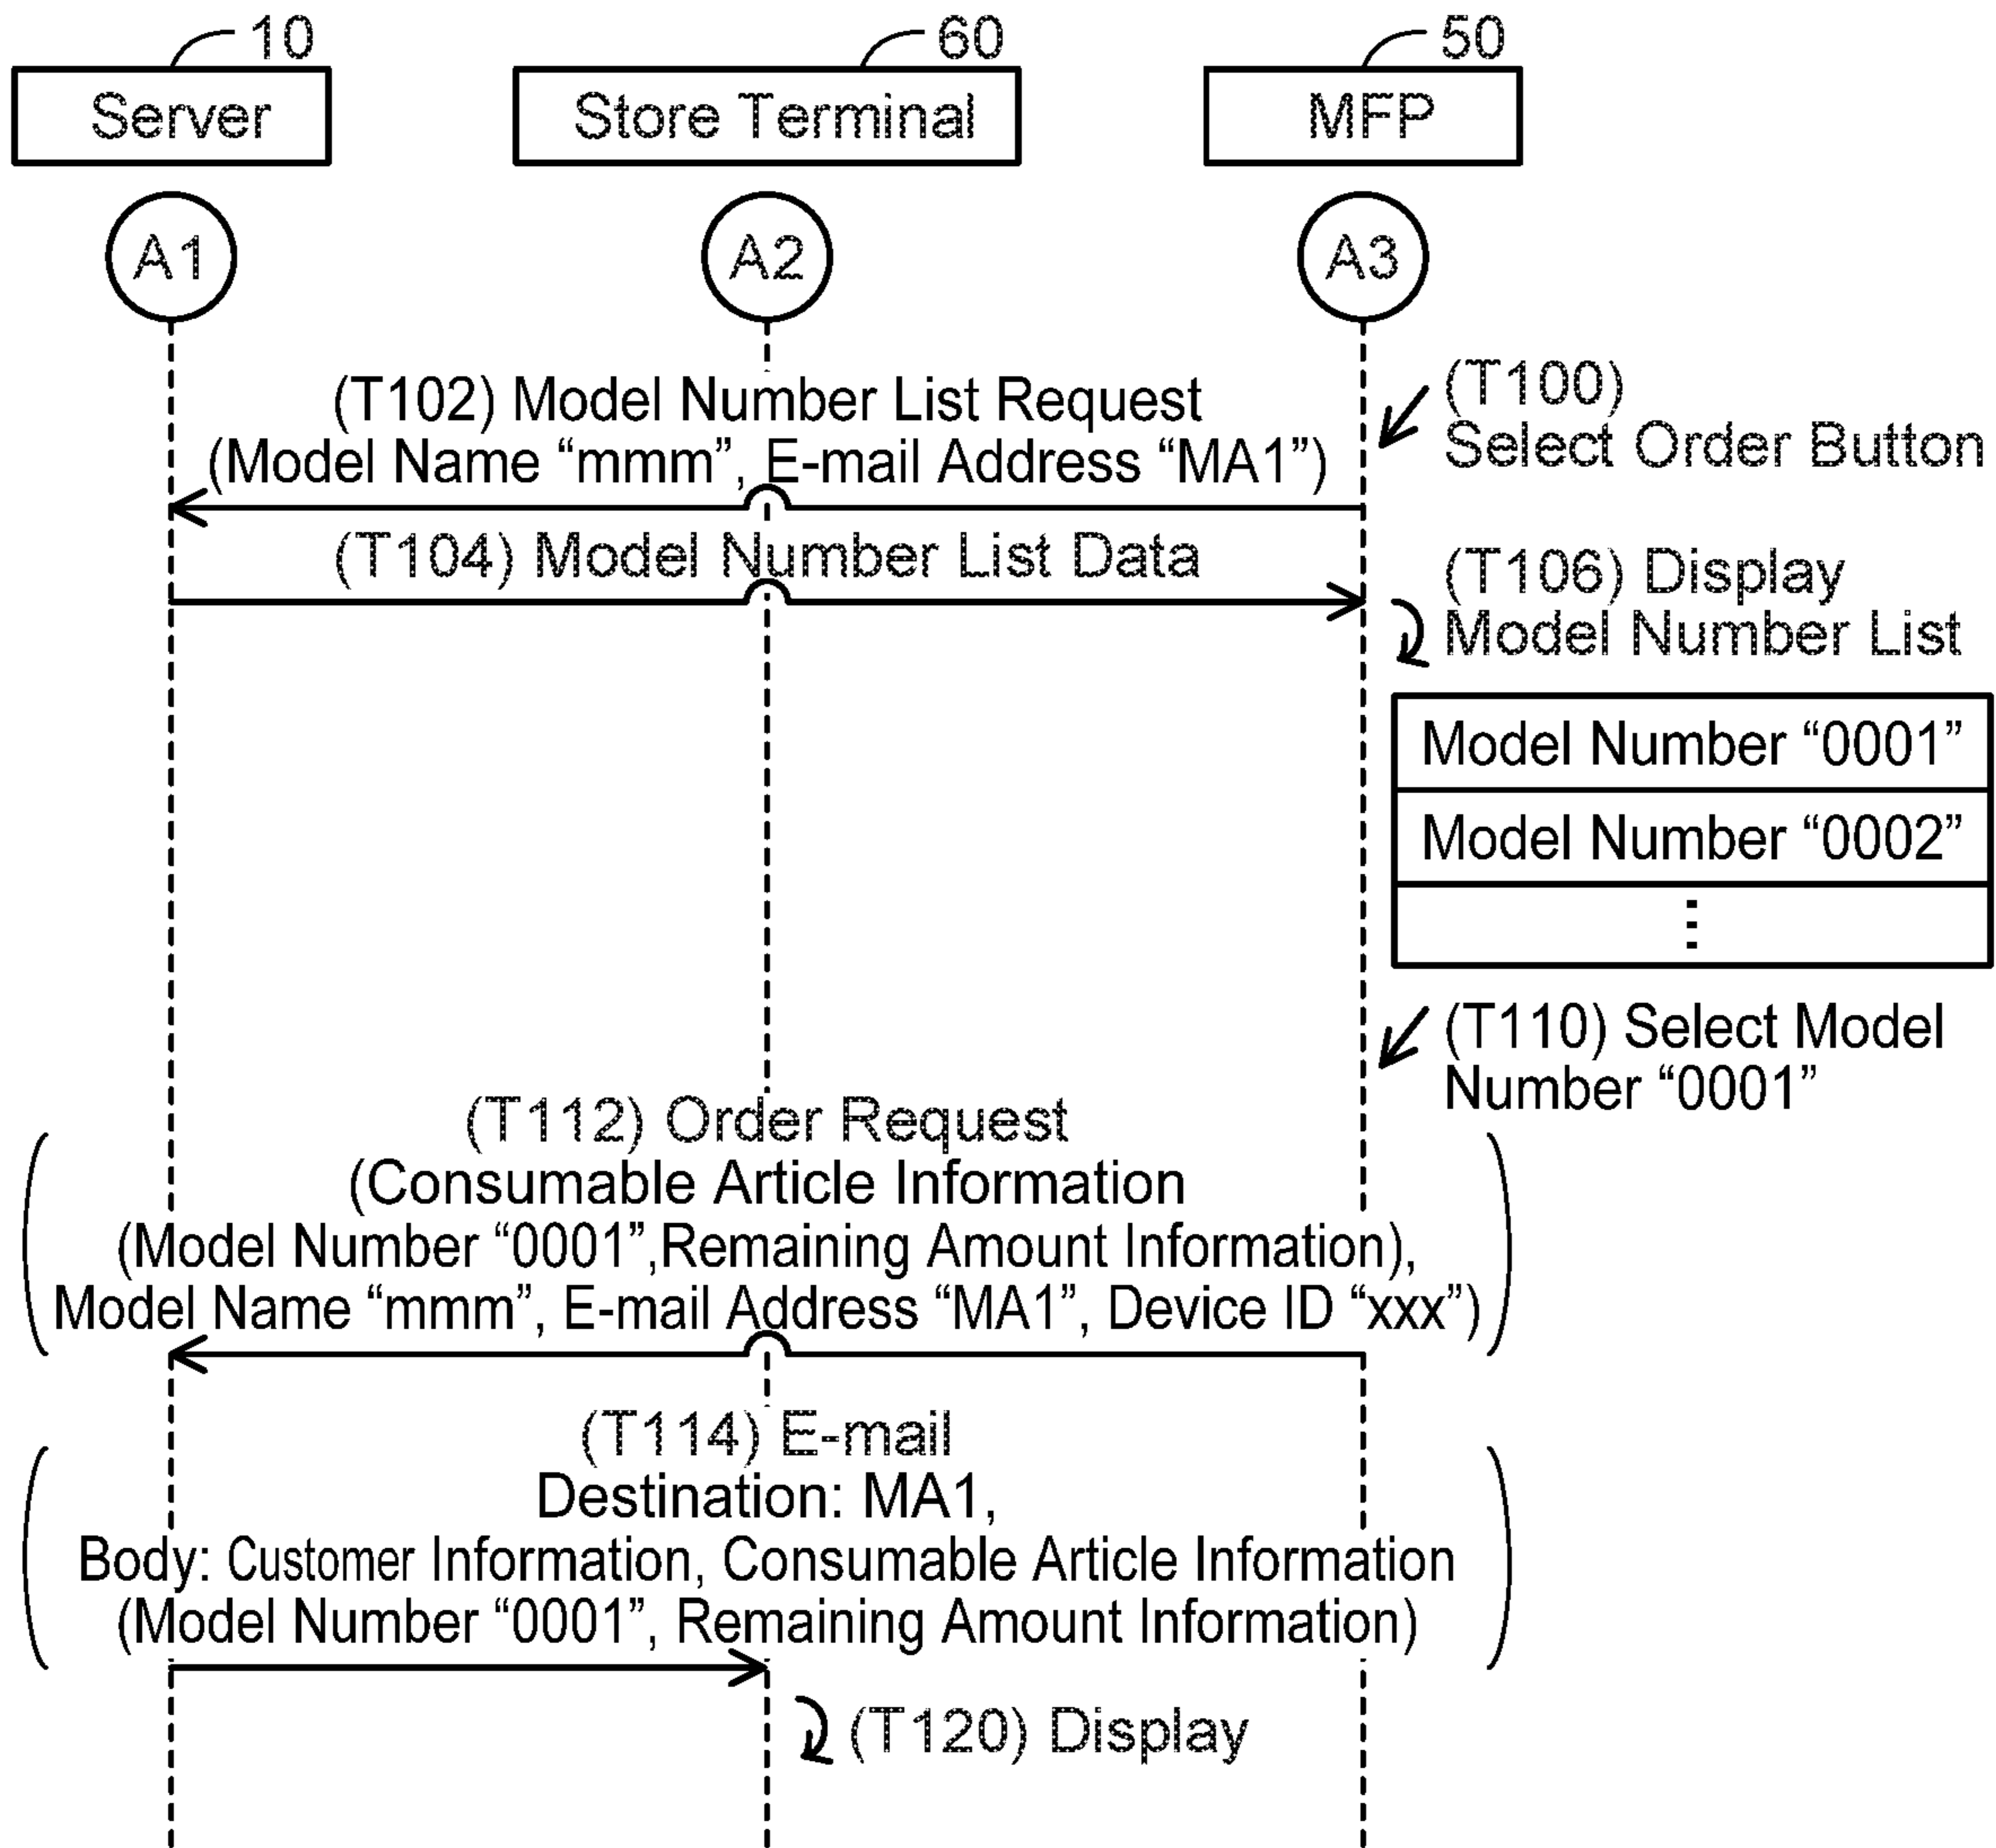 10
60
50
Server
Store Terminal
MFP
A1
A2
A3
(T100)
Select Order Button
(T102) Model Number List Request
(Model Name “mmm”, E-mail Address “MA1”)
(T104) Model Number List Data
(T106) Display
Model Number List
Model Number “0001”
Model Number “0002”
⋮
(T110) Select Model
Number “0001”
(T112) Order Request
(Consumable Article Information
(Model Number “0001”,Remaining Amount Information),
Model Name “mmm”, E-mail Address “MA1”, Device ID “xxx”)
(T114) E-mail
Destination: MA1,
Body: Customer Information, Consumable Article Information
(Model Number “0001”, Remaining Amount Information)
(T120) Display